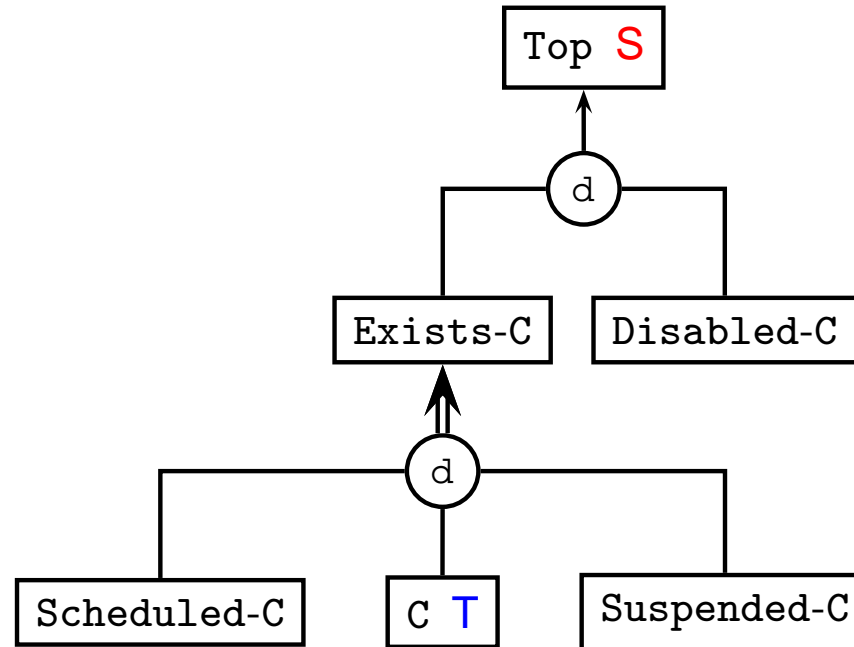 Top S
d
Exists-C
Disabled-C
d
Scheduled-C
C T
Suspended-C